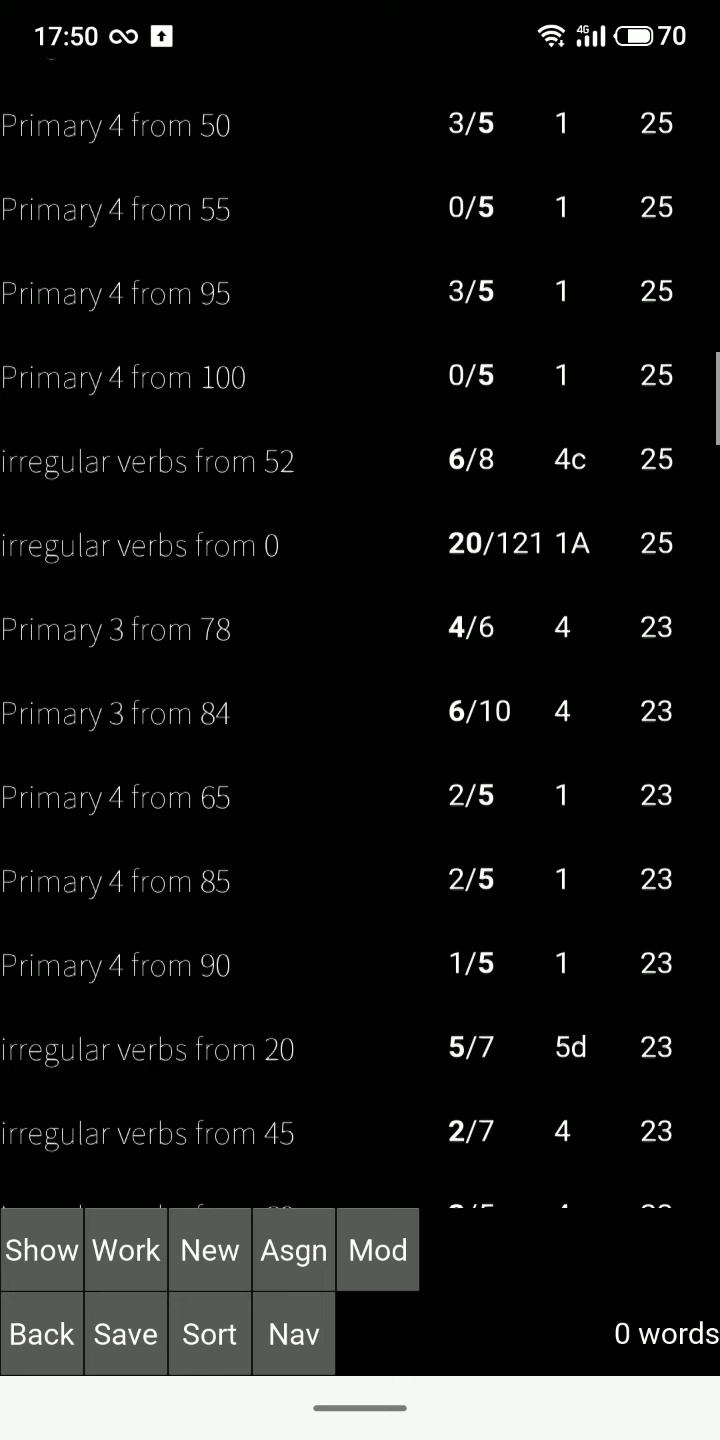 17:50 4G 70
Primary 4 from 50 3/5 1 25
Primary 4 from 55 0/5 1 25
Primary 4 from 95 3/5 1 25
Primary 4 from 100 0/5 1 25
irregular verbs from 52 6/8 4c 25
irregular verbs from 0 20/121 1A 25
Primary 3 from 78 4/6 4 23
Primary 3 from 84 6/10 4 23
Primary 4 from 65 2/5 1 23
Primary 4 from 85 2/5 1 23
Primary 4 from 90 1/5 1 23
irregular verbs from 20 5/7 5d 23
irregular verbs from 45 2/7 4 23
Show Work New Asgn Mod
Back Save Sort Nav 0 words